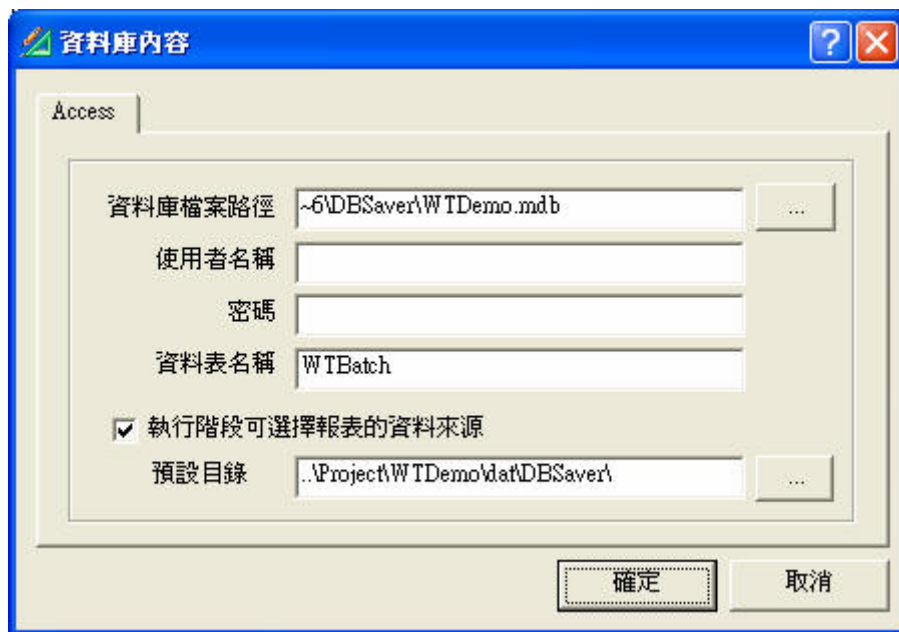 資料庫內容
Access
資料庫檔案路徑 ~6\DBSaver\WTDemo.mdb ...
使用者名稱
密碼
資料表名稱 WTBatch
執行階段可選擇報表的資料來源
預設目錄 ..\Project\WTDemo\dat\DBSaver\ ...
確定 取消